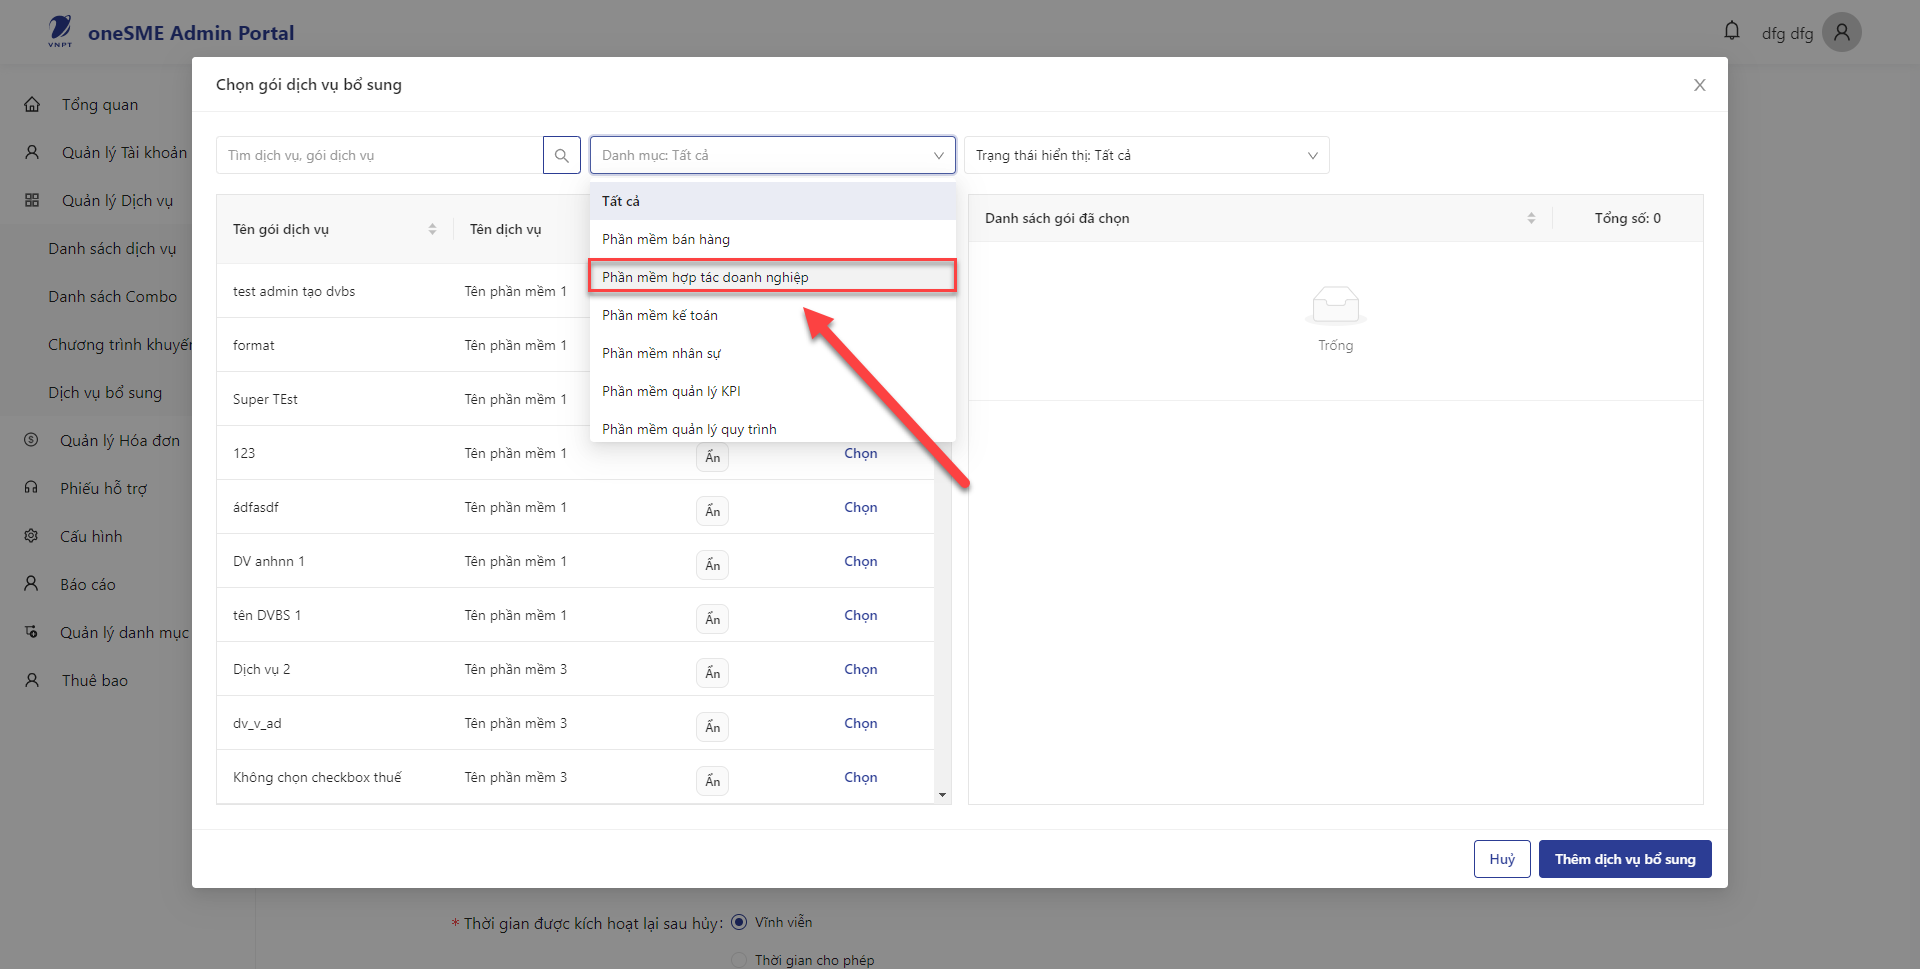 VNPT
oneSME Admin Portal
dfg dfg
Tổng quan
Quản lý Tài khoản
Quản lý Dịch vụ
Danh sách dịch vụ
Danh sách Combo
Chương trình khuyến
Dịch vụ bổ sung
Quản lý Hóa đơn
Phiếu hỗ trợ
Cấu hình
Báo cáo
Quản lý danh mục
Thuê bao
Chọn gói dịch vụ bổ sung
Tìm dịch vụ, gói dịch vụ
Danh mục: Tất cả
Trạng thái hiển thị: Tất cả
Tất cả
Phần mềm bán hàng
Phần mềm hợp tác doanh nghiệp
Phần mềm kế toán
Phần mềm nhân sự
Phần mềm quản lý KPI
Phần mềm quản lý quy trình
Tên gói dịch vụ Tên dịch vụ
test admin tạo dvbs Tên phần mềm 1
format Tên phần mềm 1
Super TEst Tên phần mềm 1
123 Tên phần mềm 1 Ẩn Chọn
ádfasdf Tên phần mềm 1 Ẩn Chọn
DV anhnn 1 Tên phần mềm 1 Ẩn Chọn
tên DVBS 1 Tên phần mềm 1 Ẩn Chọn
Dịch vụ 2 Tên phần mềm 3 Ẩn Chọn
dv_v_ad Tên phần mềm 3 Ẩn Chọn
Không chọn checkbox thuế Tên phần mềm 3 Ẩn Chọn
Danh sách gói đã chọn Tổng số: 0
Trống
Huỷ Thêm dịch vụ bổ sung
* Thời gian được kích hoạt lại sau hủy: Vĩnh viễn
Thời gian cho phép